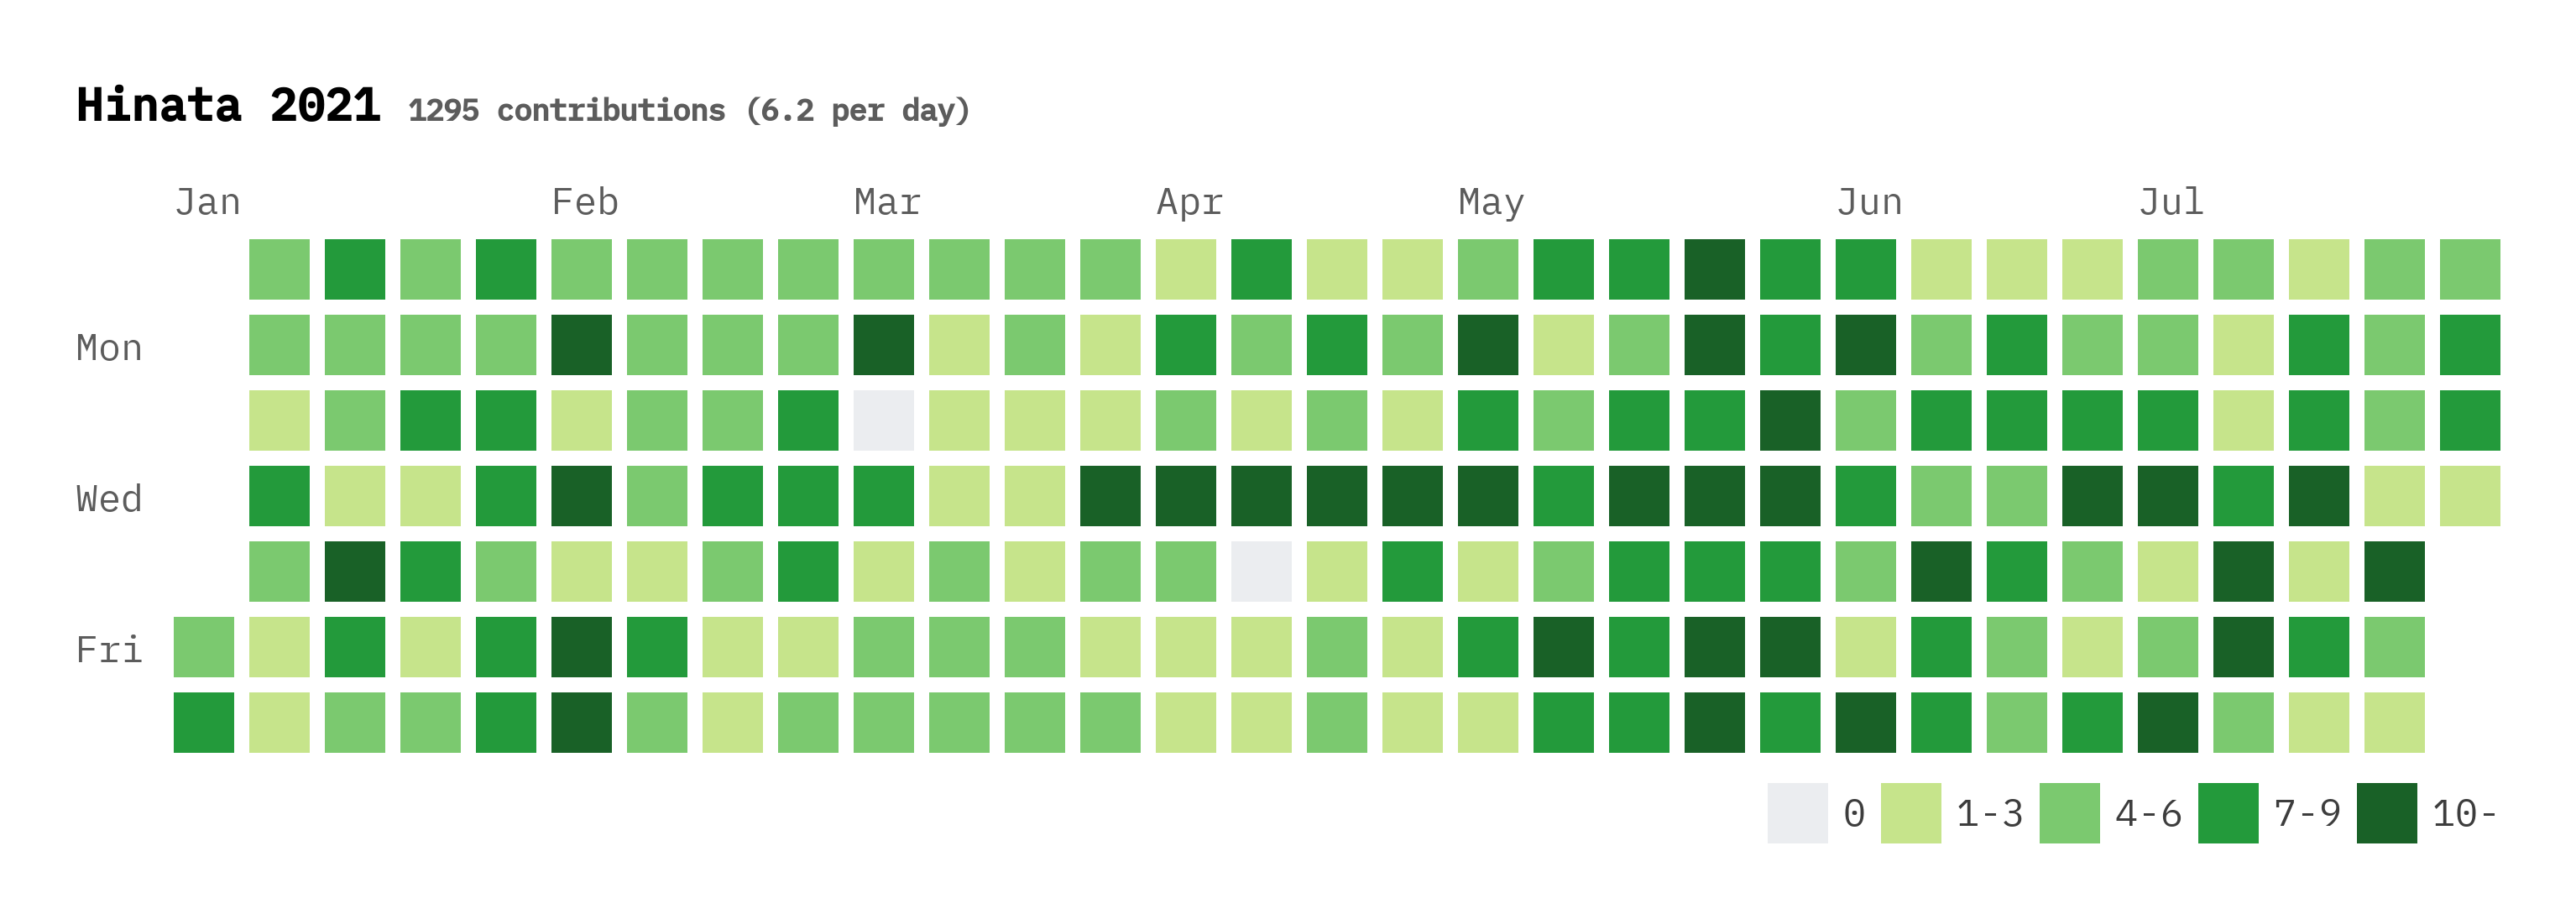 Hinata 2021 1295 contributions (6.2 per day)
Jan Feb Mar Apr May Jun Jul
Mon
Wed
Fri
0 1-3 4-6 7-9 10-